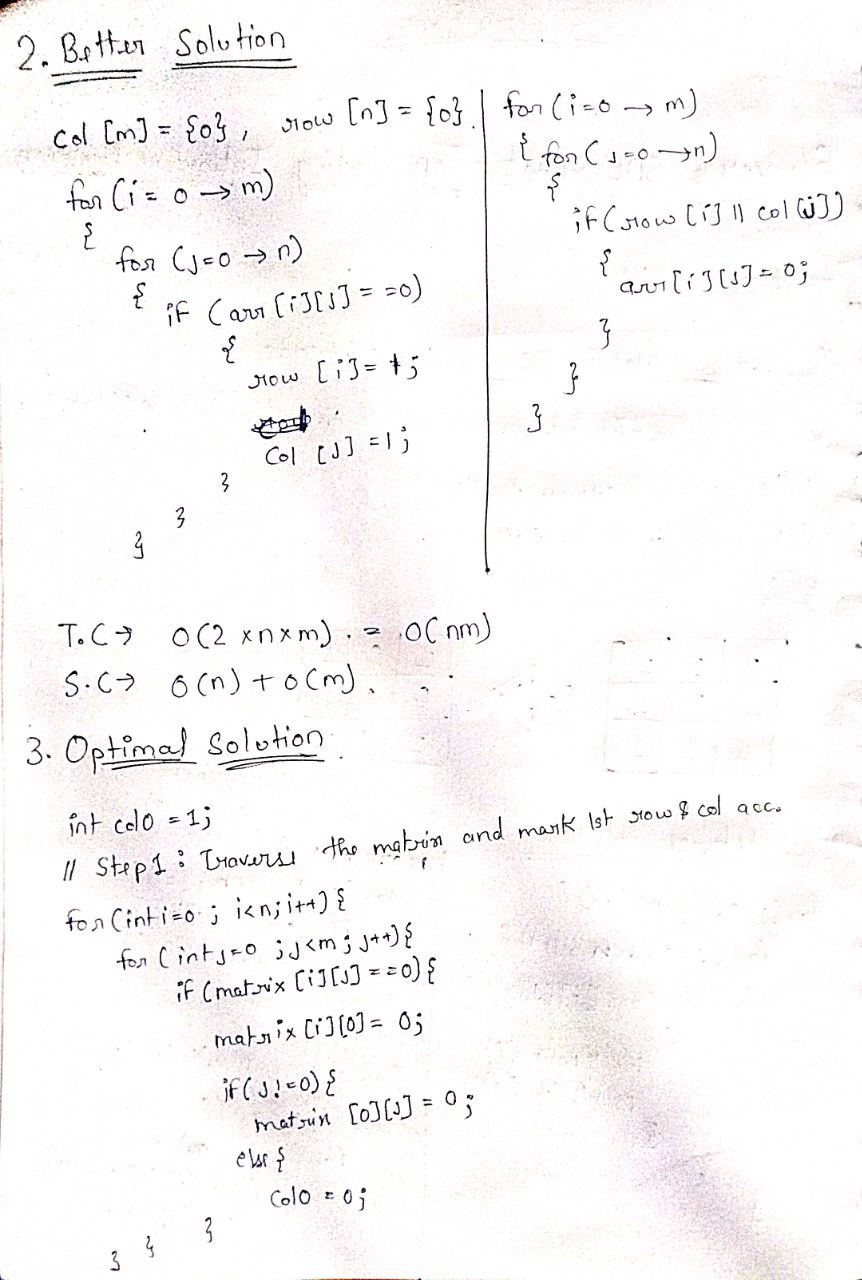 2. Better Solution
col [m] = {0}, row [n] = {0}.
for (i = 0 → m)
{
for (j=0 → n)
{ if (arr [i][j] = =0)
{
row [i] = 1;
Col [j] = 1;
}
}
}
for (i=0 → m)
{ for (j=0 → n)
{
if (row [i] || col [j])
{
arr[i][j] = 0;
}
}
}
T.C → O(2 x n x m) . = O(nm)
S.C → O(n) + O(m).
3. Optimal Solution.
int col0 = 1;
// Step 1 : Traverse the matrix and mark 1st row & col acc.
for (int i=0 ; i<n; i++) {
for (int j=0 ; j<m ; j++) {
if (matrix [i][j] = =0) {
matrix [i][0] = 0;
if (j != 0) {
matrix [0][j] = 0;
else {
Col0 = 0;
}
}
}